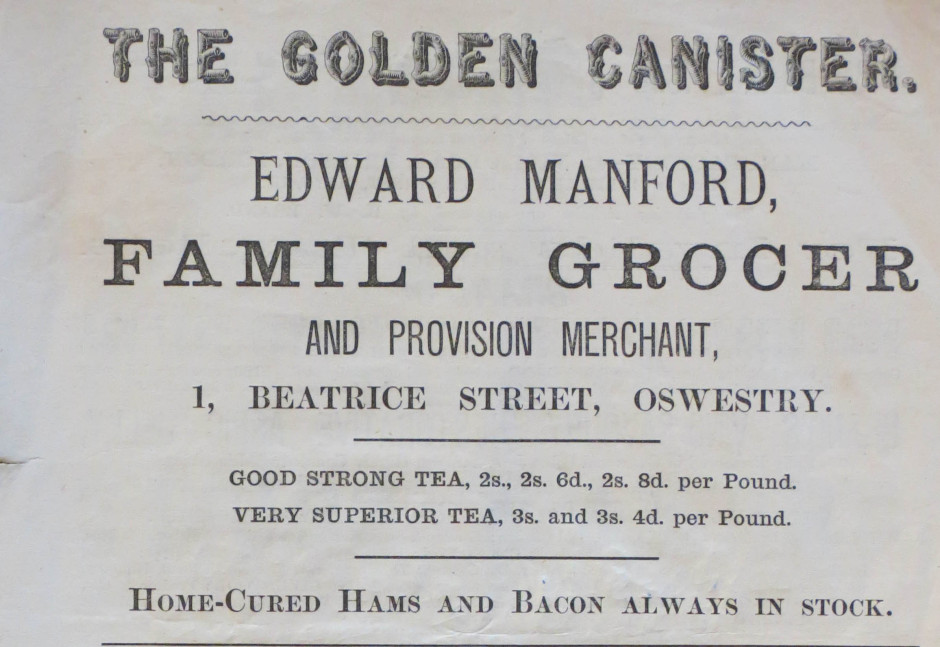 THE GOLDEN CANISTER.
EDWARD MANFORD,
FAMILY GROCER
AND PROVISION MERCHANT,
1, BEATRICE STREET, OSWESTRY.
GOOD STRONG TEA, 2s., 2s. 6d., 2s. 8d. per Pound.
VERY SUPERIOR TEA, 3s. and 3s. 4d. per Pound.
HOME-CURED HAMS AND BACON ALWAYS IN STOCK.